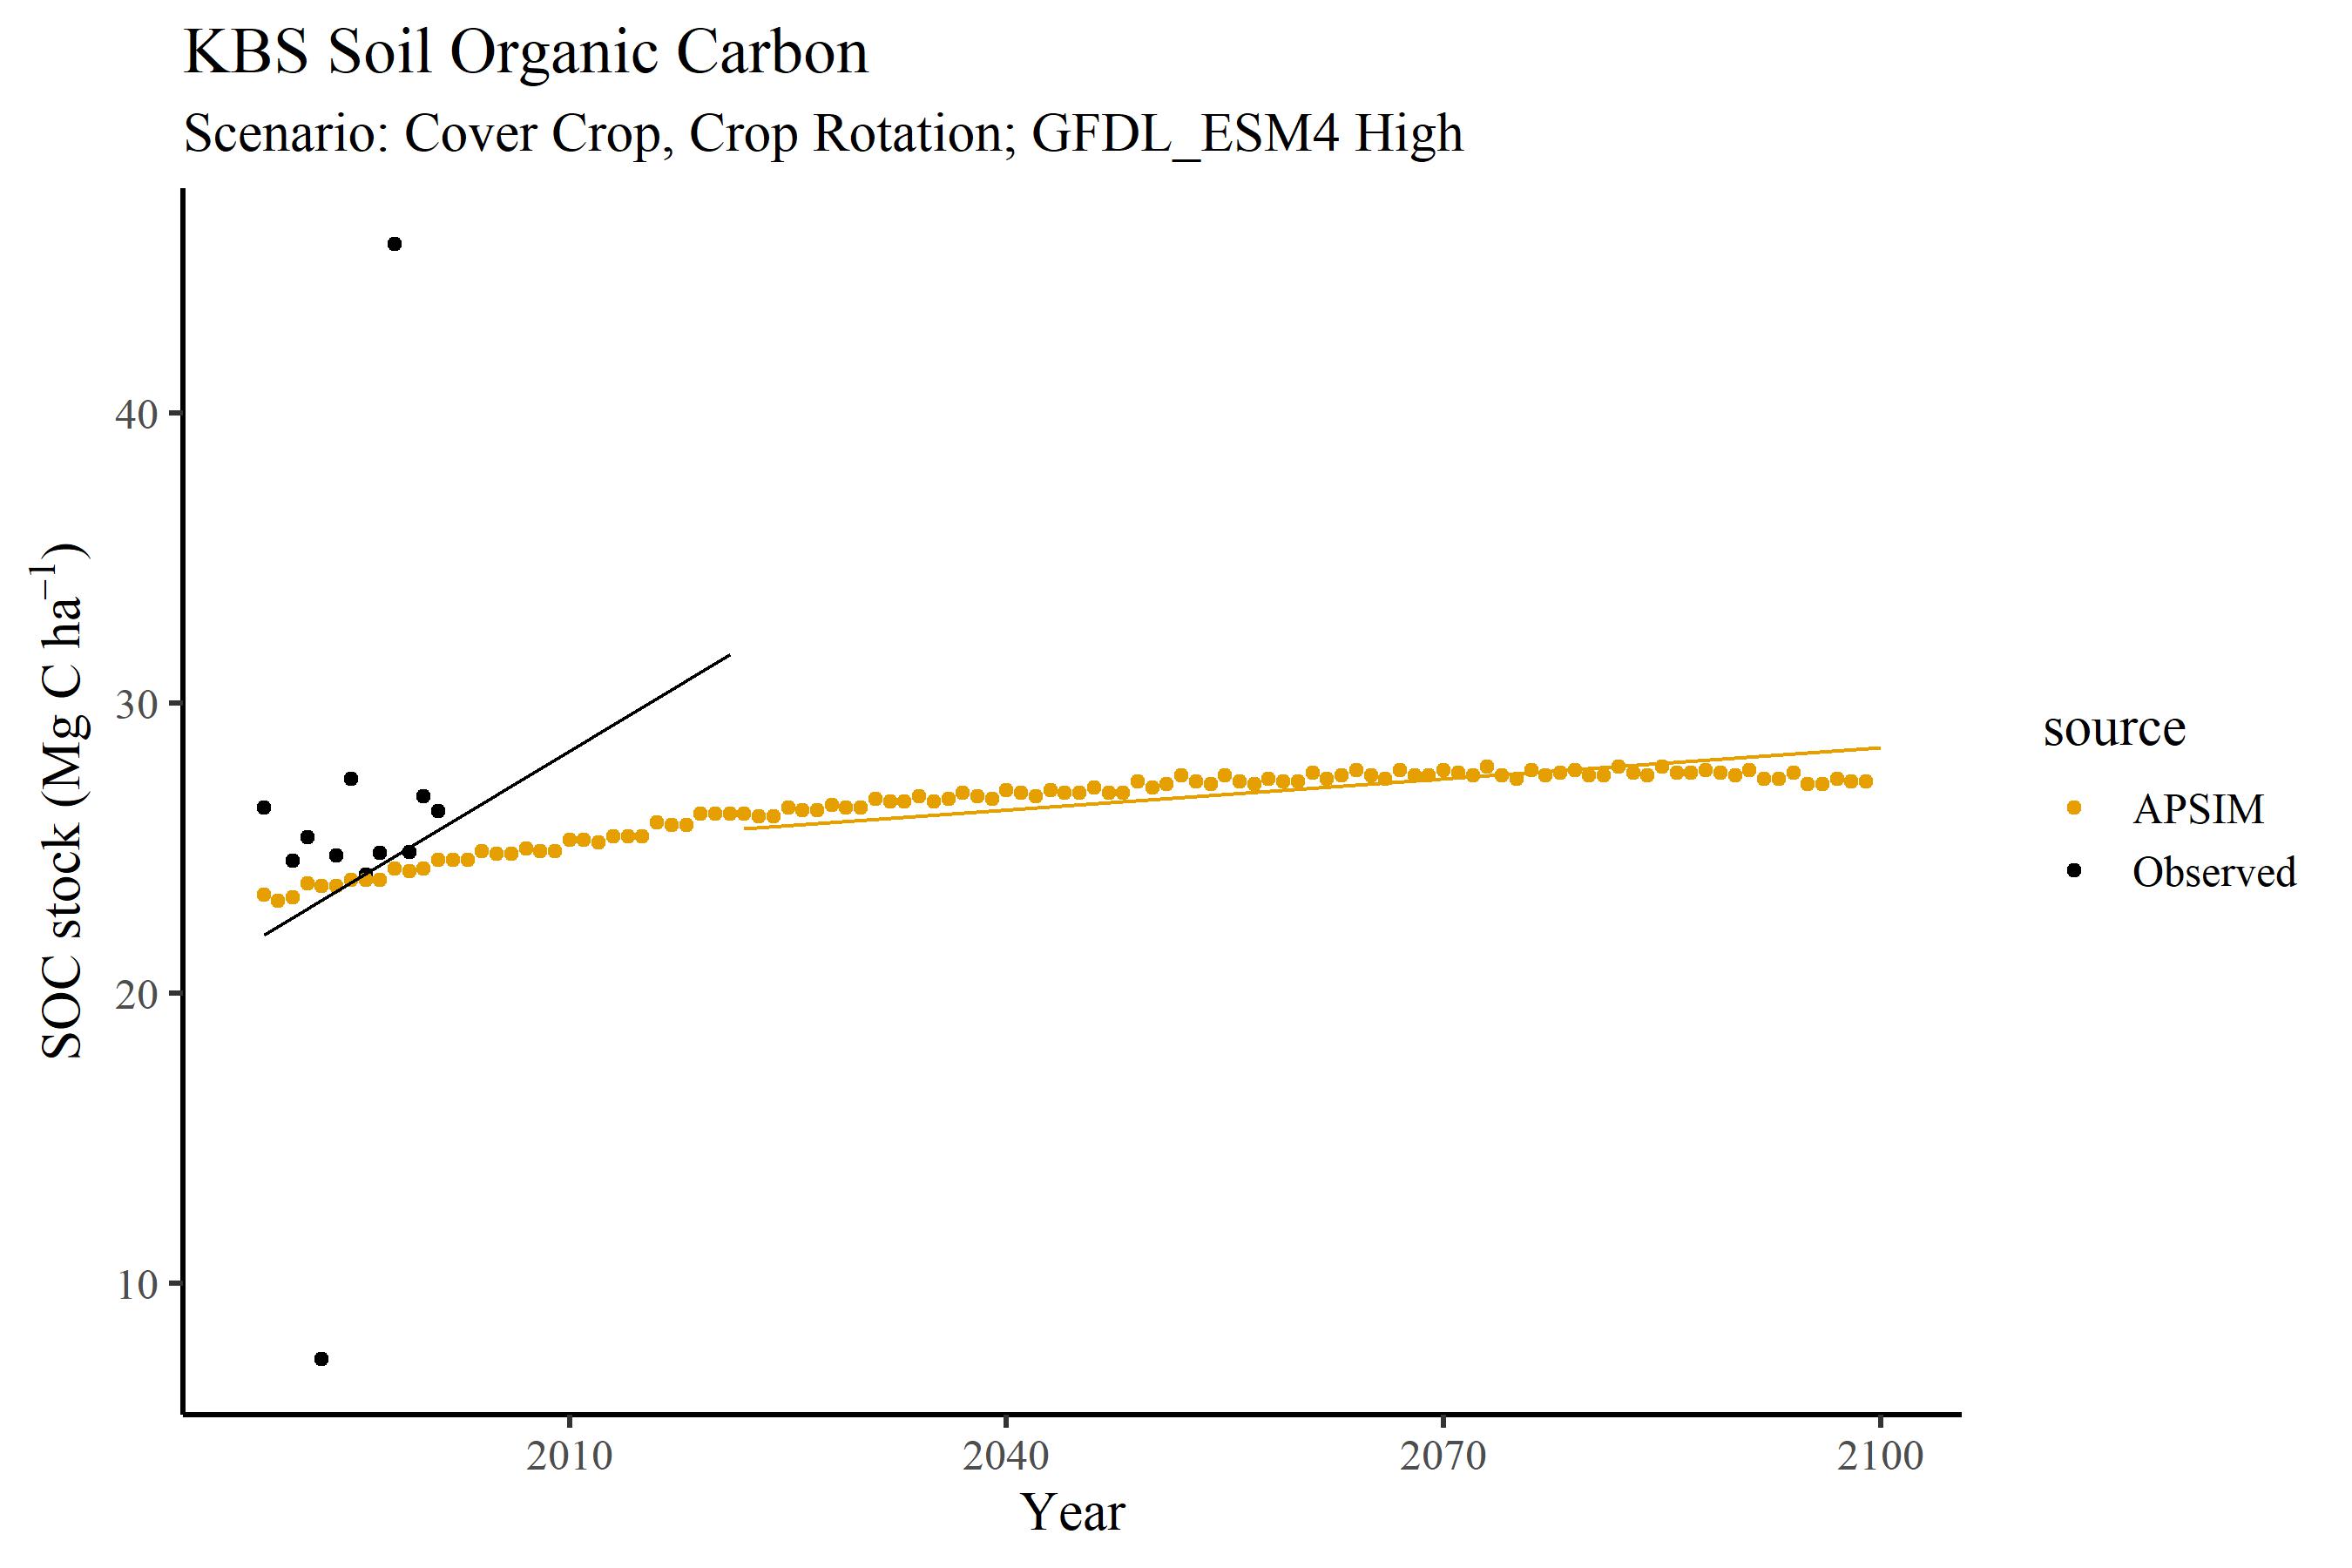 KBS Soil Organic Carbon
Scenario: Cover Crop, Crop Rotation; GFDL_ESM4 High
SOC stock (Mg C ha⁻¹)
40
30
20
10
2010
2040
2070
2100
Year
source
APSIM
Observed